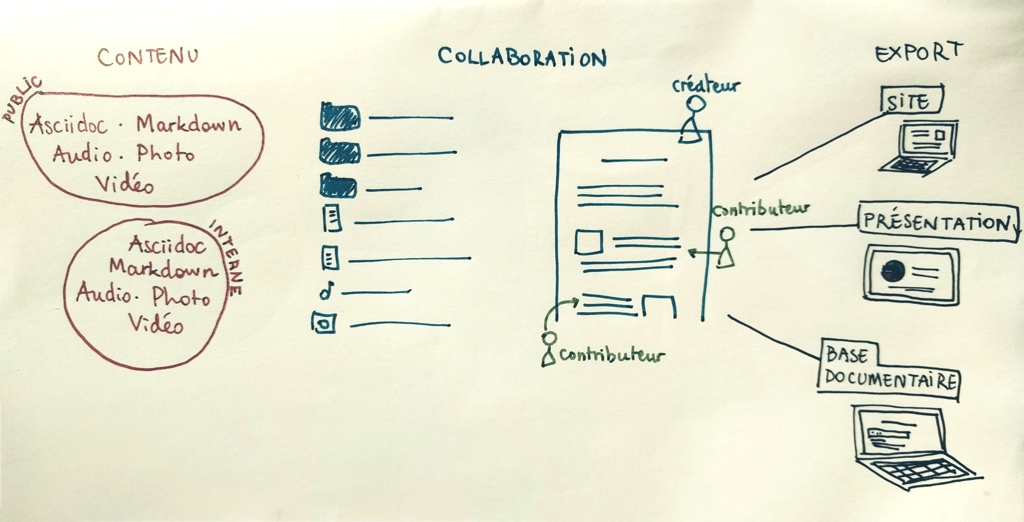 CONTENU
PUBLIC
Asciidoc · Markdown
Audio · Photo
Vidéo
INTERNE
Asciidoc
Markdown
Audio · Photo
Vidéo
COLLABORATION
créateur
contributeur
contributeur
EXPORT
SITE
PRÉSENTATION
BASE
DOCUMENTAIRE